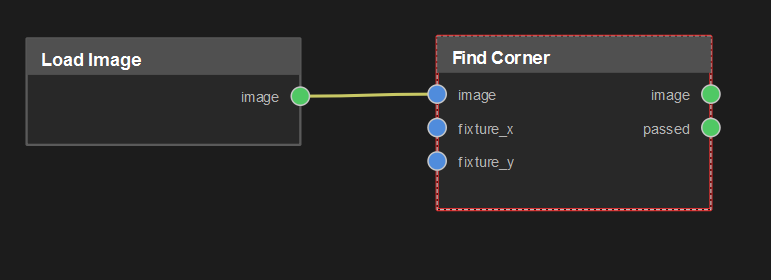 Load Image
image
Find Corner
image
image
fixture_x
passed
fixture_y